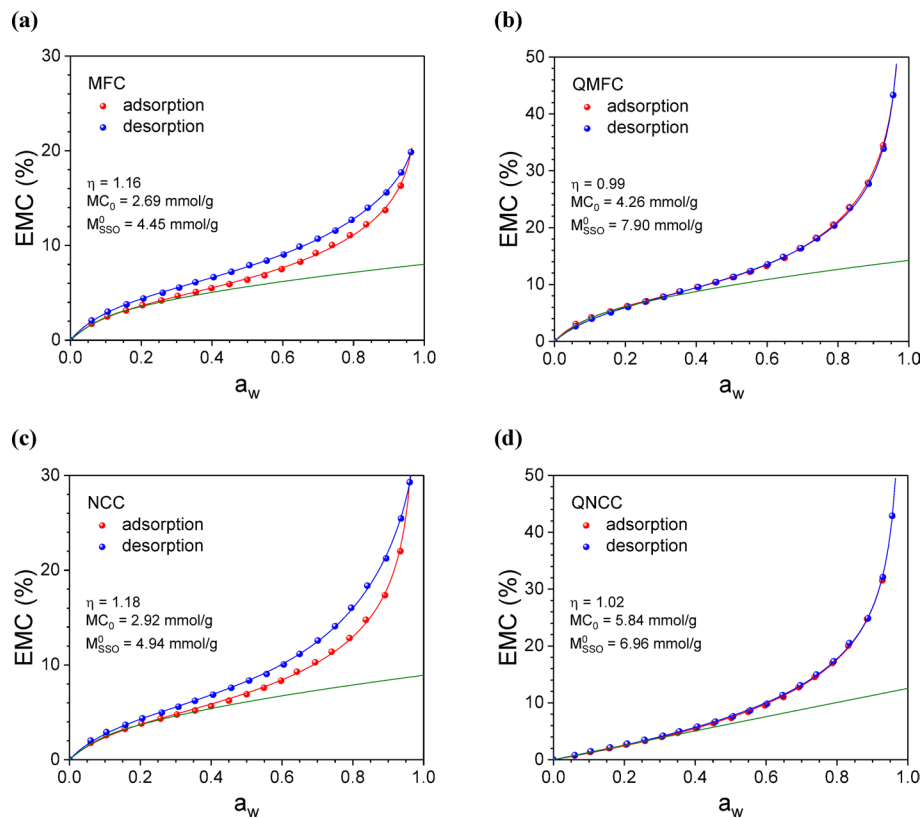 (a)
30
20
10
0
EMC (%)
MFC
adsorption
desorption
η = 1.16
MC₀ = 2.69 mmol/g
M⁰SSO = 4.45 mmol/g
0.0 0.2 0.4 0.6 0.8 1.0
a_w
(b)
50
40
30
20
10
0
EMC (%)
QMFC
adsorption
desorption
η = 0.99
MC₀ = 4.26 mmol/g
M⁰SSO = 7.90 mmol/g
0.0 0.2 0.4 0.6 0.8 1.0
a_w
(c)
30
20
10
0
EMC (%)
NCC
adsorption
desorption
η = 1.18
MC₀ = 2.92 mmol/g
M⁰SSO = 4.94 mmol/g
0.0 0.2 0.4 0.6 0.8 1.0
a_w
(d)
50
40
30
20
10
0
EMC (%)
QNCC
adsorption
desorption
η = 1.02
MC₀ = 5.84 mmol/g
M⁰SSO = 6.96 mmol/g
0.0 0.2 0.4 0.6 0.8 1.0
a_w